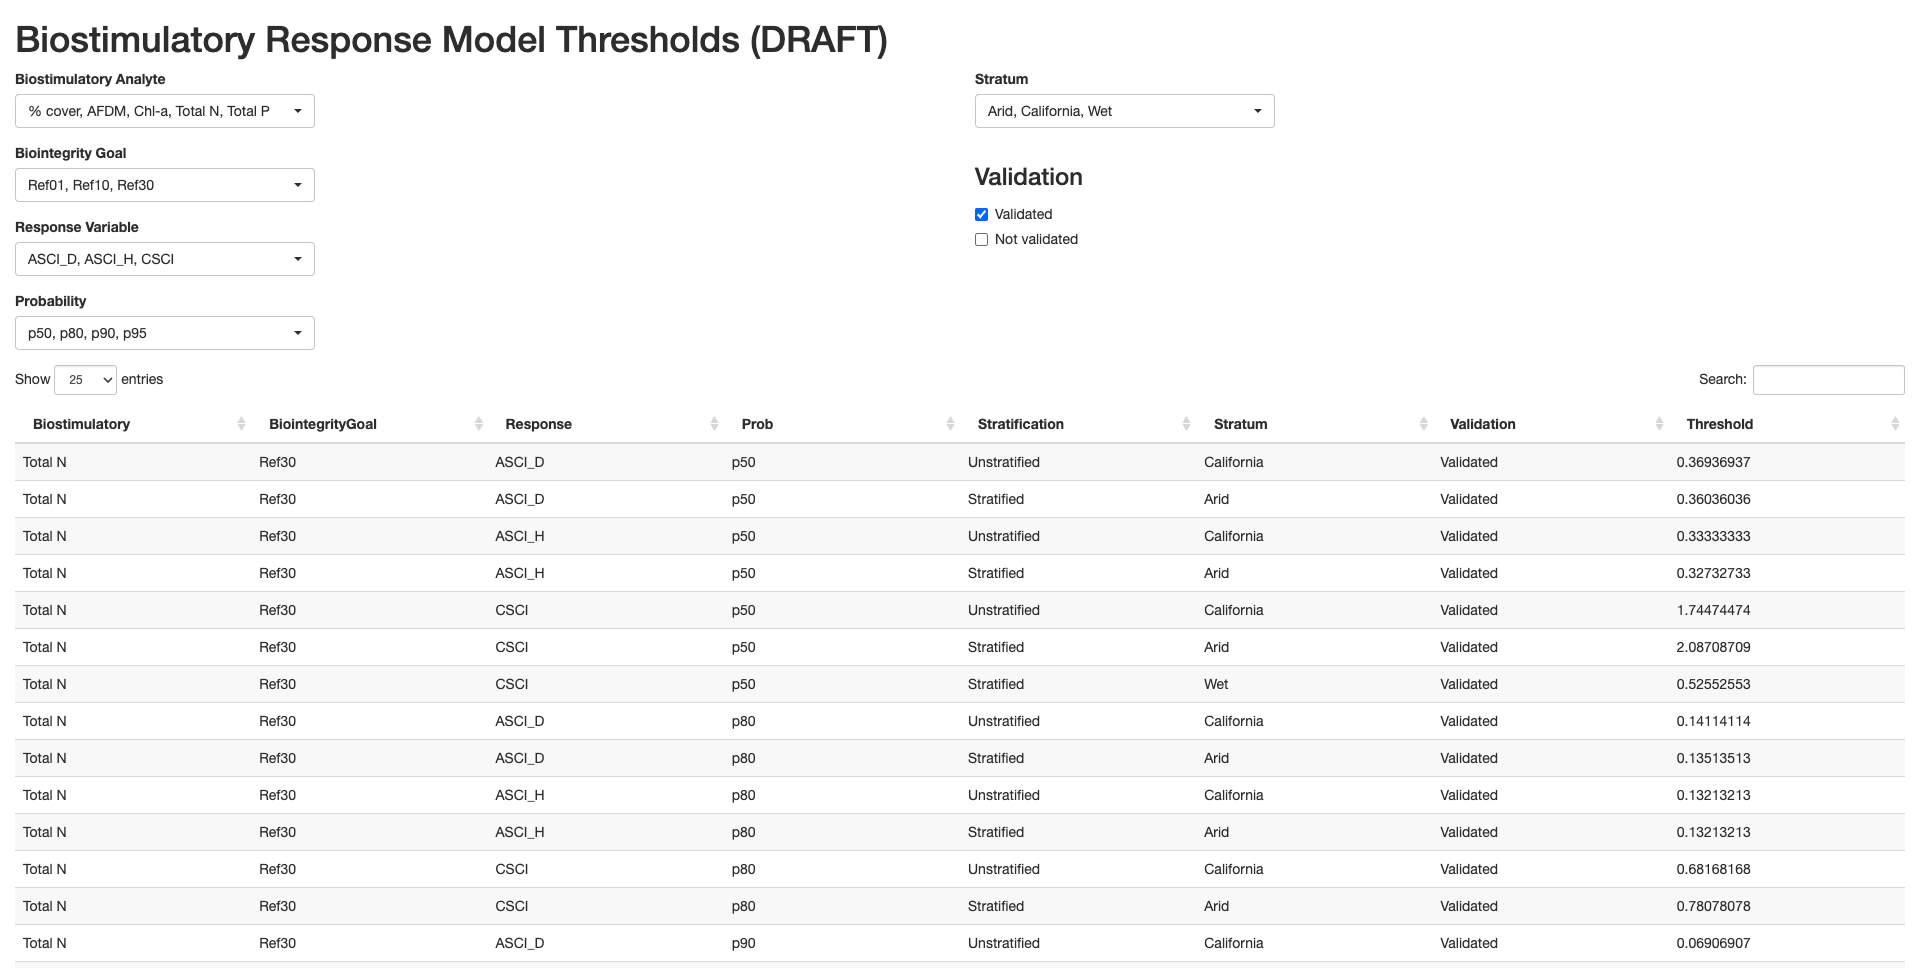 Biostimulatory Response Model Thresholds (DRAFT)
Biostimulatory Analyte
% cover, AFDM, Chl-a, Total N, Total P
Stratum
Arid, California, Wet
Biointegrity Goal
Ref01, Ref10, Ref30
Validation
Validated
Not validated
Response Variable
ASCI_D, ASCI_H, CSCI
Probability
p50, p80, p90, p95
Show 25 entries
Search:
Biostimulatory BiointegrityGoal Response Prob Stratification Stratum Validation Threshold
Total N Ref30 ASCI_D p50 Unstratified California Validated 0.36936937
Total N Ref30 ASCI_D p50 Stratified Arid Validated 0.36036036
Total N Ref30 ASCI_H p50 Unstratified California Validated 0.33333333
Total N Ref30 ASCI_H p50 Stratified Arid Validated 0.32732733
Total N Ref30 CSCI p50 Unstratified California Validated 1.74474474
Total N Ref30 CSCI p50 Stratified Arid Validated 2.08708709
Total N Ref30 CSCI p50 Stratified Wet Validated 0.52552553
Total N Ref30 ASCI_D p80 Unstratified California Validated 0.14114114
Total N Ref30 ASCI_D p80 Stratified Arid Validated 0.13513513
Total N Ref30 ASCI_H p80 Unstratified California Validated 0.13213213
Total N Ref30 ASCI_H p80 Stratified Arid Validated 0.13213213
Total N Ref30 CSCI p80 Unstratified California Validated 0.68168168
Total N Ref30 CSCI p80 Stratified Arid Validated 0.78078078
Total N Ref30 ASCI_D p90 Unstratified California Validated 0.06906907